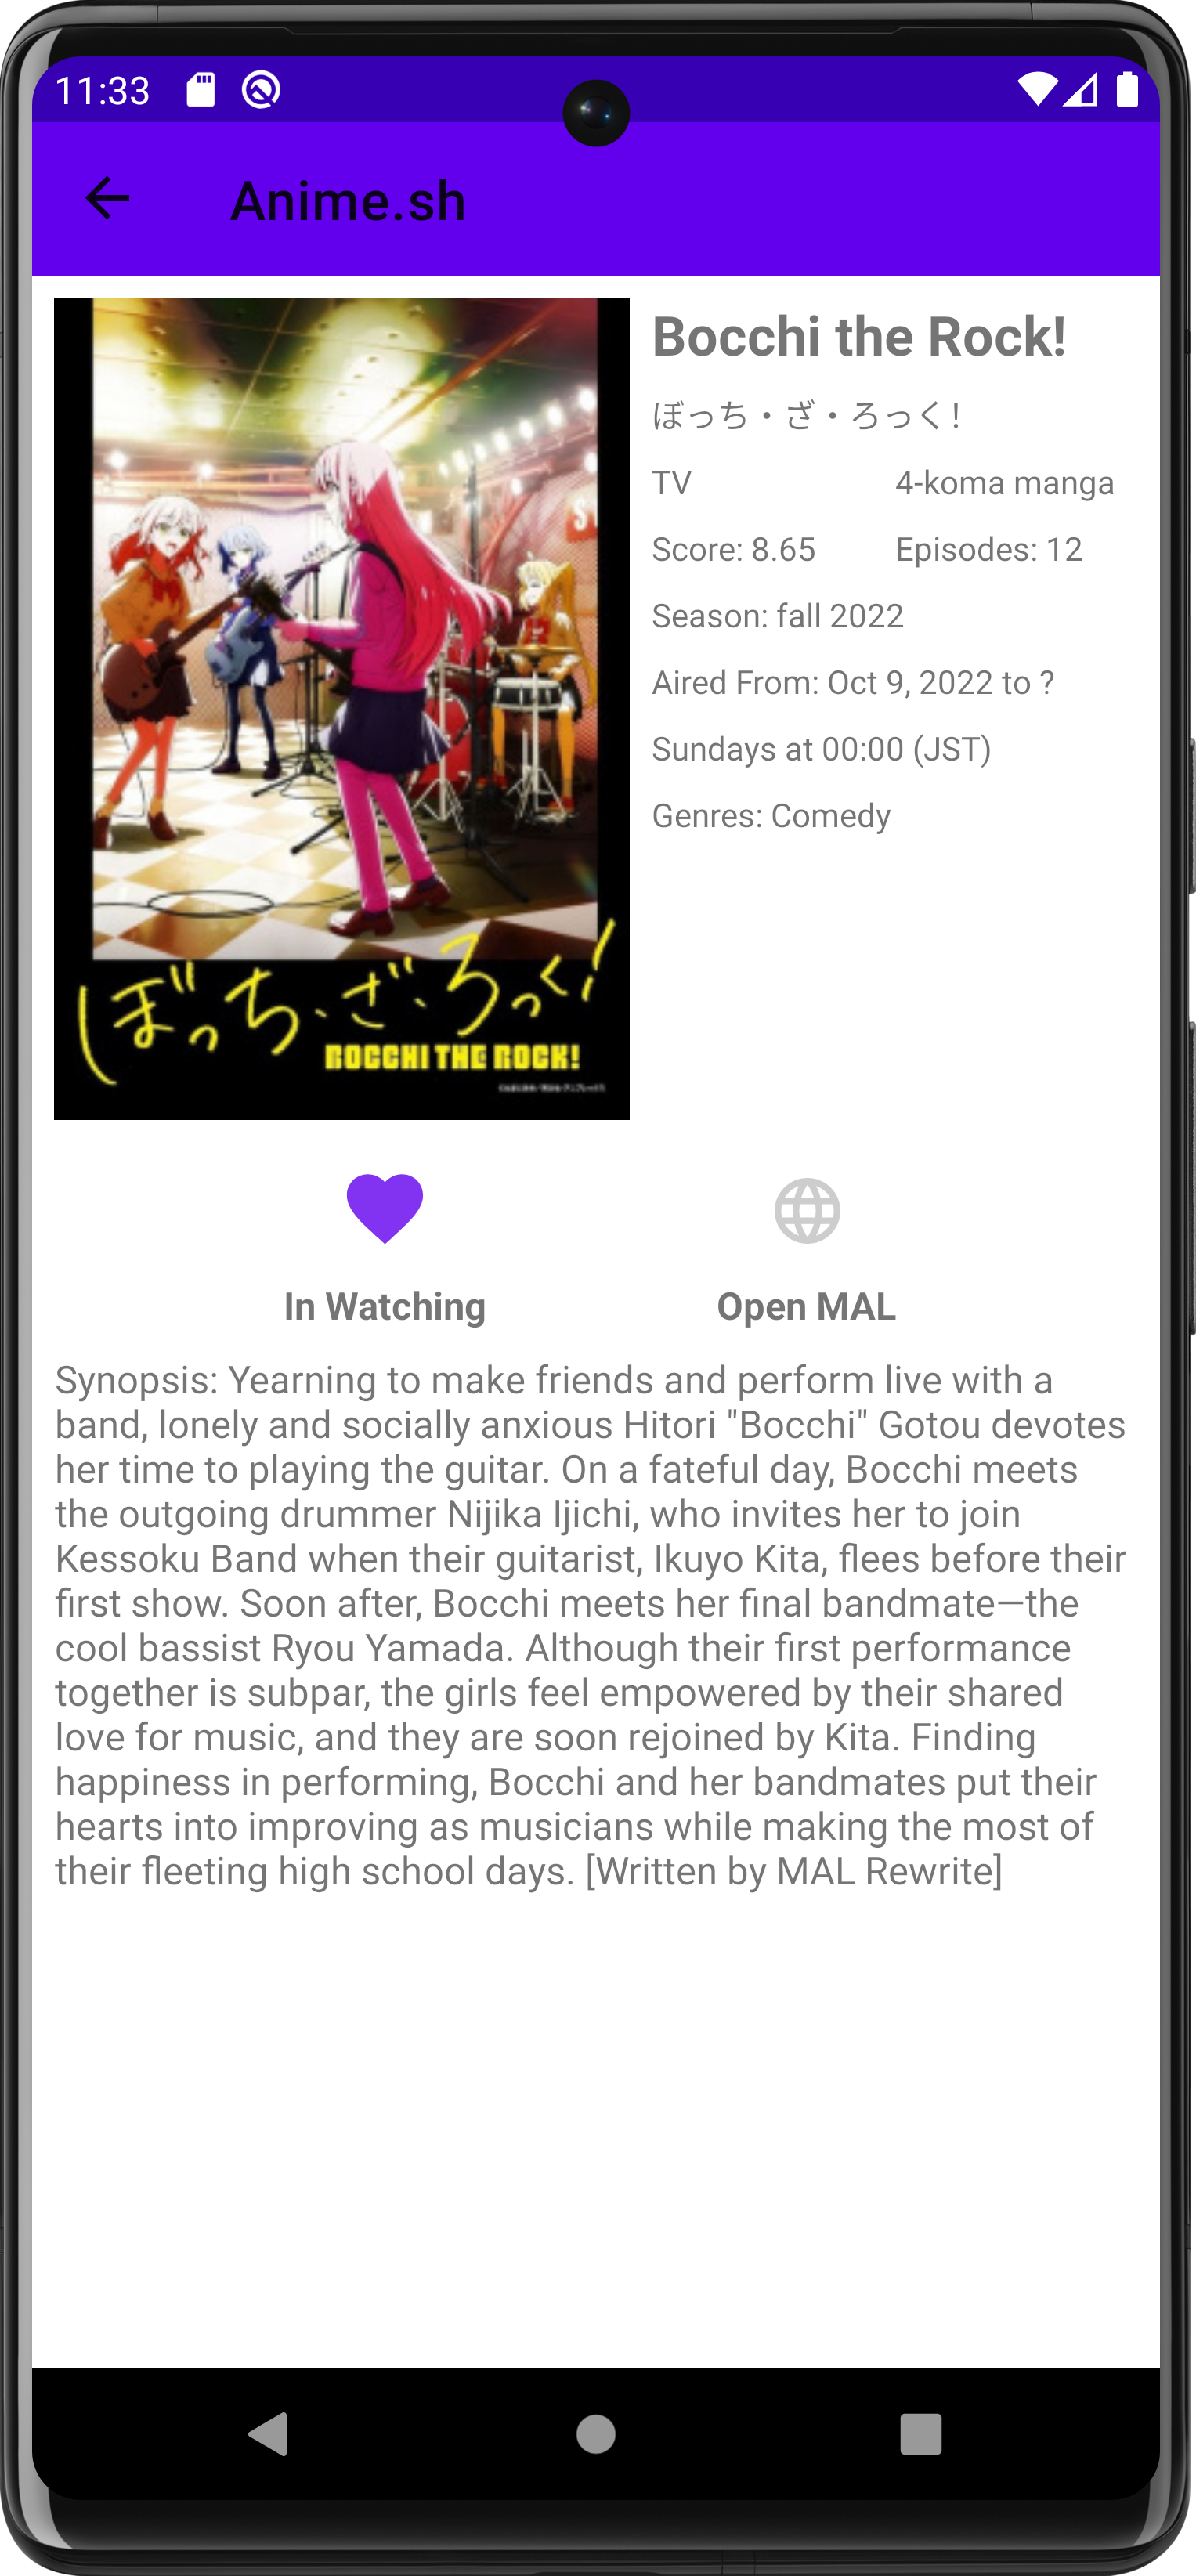 11:33
Anime.sh
Bocchi the Rock!
ぼっち・ざ・ろっく！
TV 4-koma manga
Score: 8.65 Episodes: 12
Season: fall 2022
Aired From: Oct 9, 2022 to ?
Sundays at 00:00 (JST)
Genres: Comedy
ぼっち・ざ・ろっく!
BOCCHI THE ROCK!
In Watching Open MAL
Synopsis: Yearning to make friends and perform live with a
band, lonely and socially anxious Hitori "Bocchi" Gotou devotes
her time to playing the guitar. On a fateful day, Bocchi meets
the outgoing drummer Nijika Ijichi, who invites her to join
Kessoku Band when their guitarist, Ikuyo Kita, flees before their
first show. Soon after, Bocchi meets her final bandmate—the
cool bassist Ryou Yamada. Although their first performance
together is subpar, the girls feel empowered by their shared
love for music, and they are soon rejoined by Kita. Finding
happiness in performing, Bocchi and her bandmates put their
hearts into improving as musicians while making the most of
their fleeting high school days. [Written by MAL Rewrite]